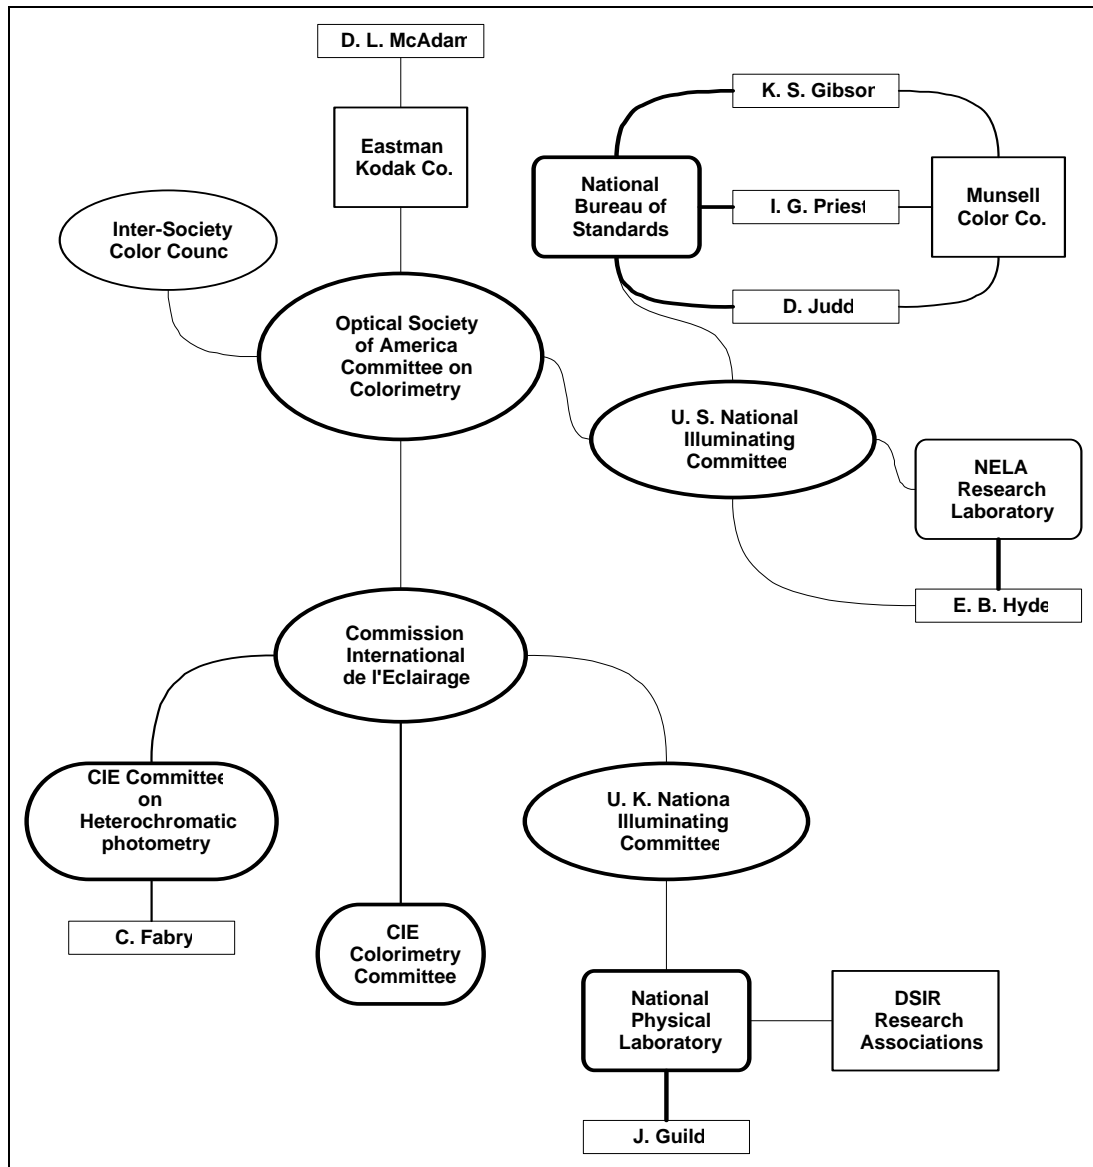 D. L. McAdam
Eastman
Kodak Co.
K. S. Gibson
National
Bureau of
Standards
I. G. Priest
Munsell
Color Co.
D. Judd
Inter-Society
Color Counc
Optical Society
of America
Committee on
Colorimetry
U. S. National
Illuminating
Committee
NELA
Research
Laboratory
E. B. Hyde
Commission
International
de l'Eclairage
CIE Committee
on
Heterochromatic
photometry
C. Fabry
CIE
Colorimetry
Committee
U. K. Nationa
Illuminating
Committee
National
Physical
Laboratory
DSIR
Research
Associations
J. Guild